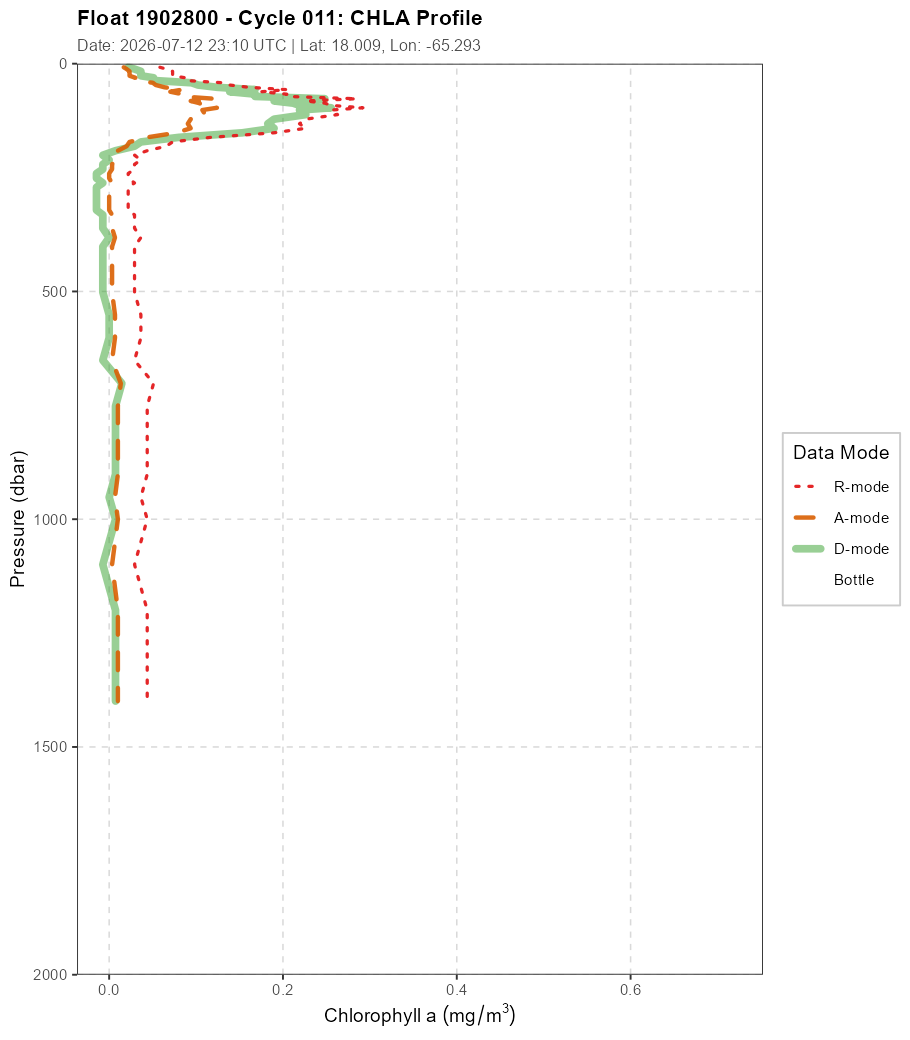 Float 1902800 - Cycle 011: CHLA Profile
Date: 2026-07-12 23:10 UTC | Lat: 18.009, Lon: -65.293
0
500
1000
1500
2000
Pressure (dbar)
0.0
0.2
0.4
0.6
Chlorophyll a (mg/m³)
Data Mode
R-mode
A-mode
D-mode
Bottle